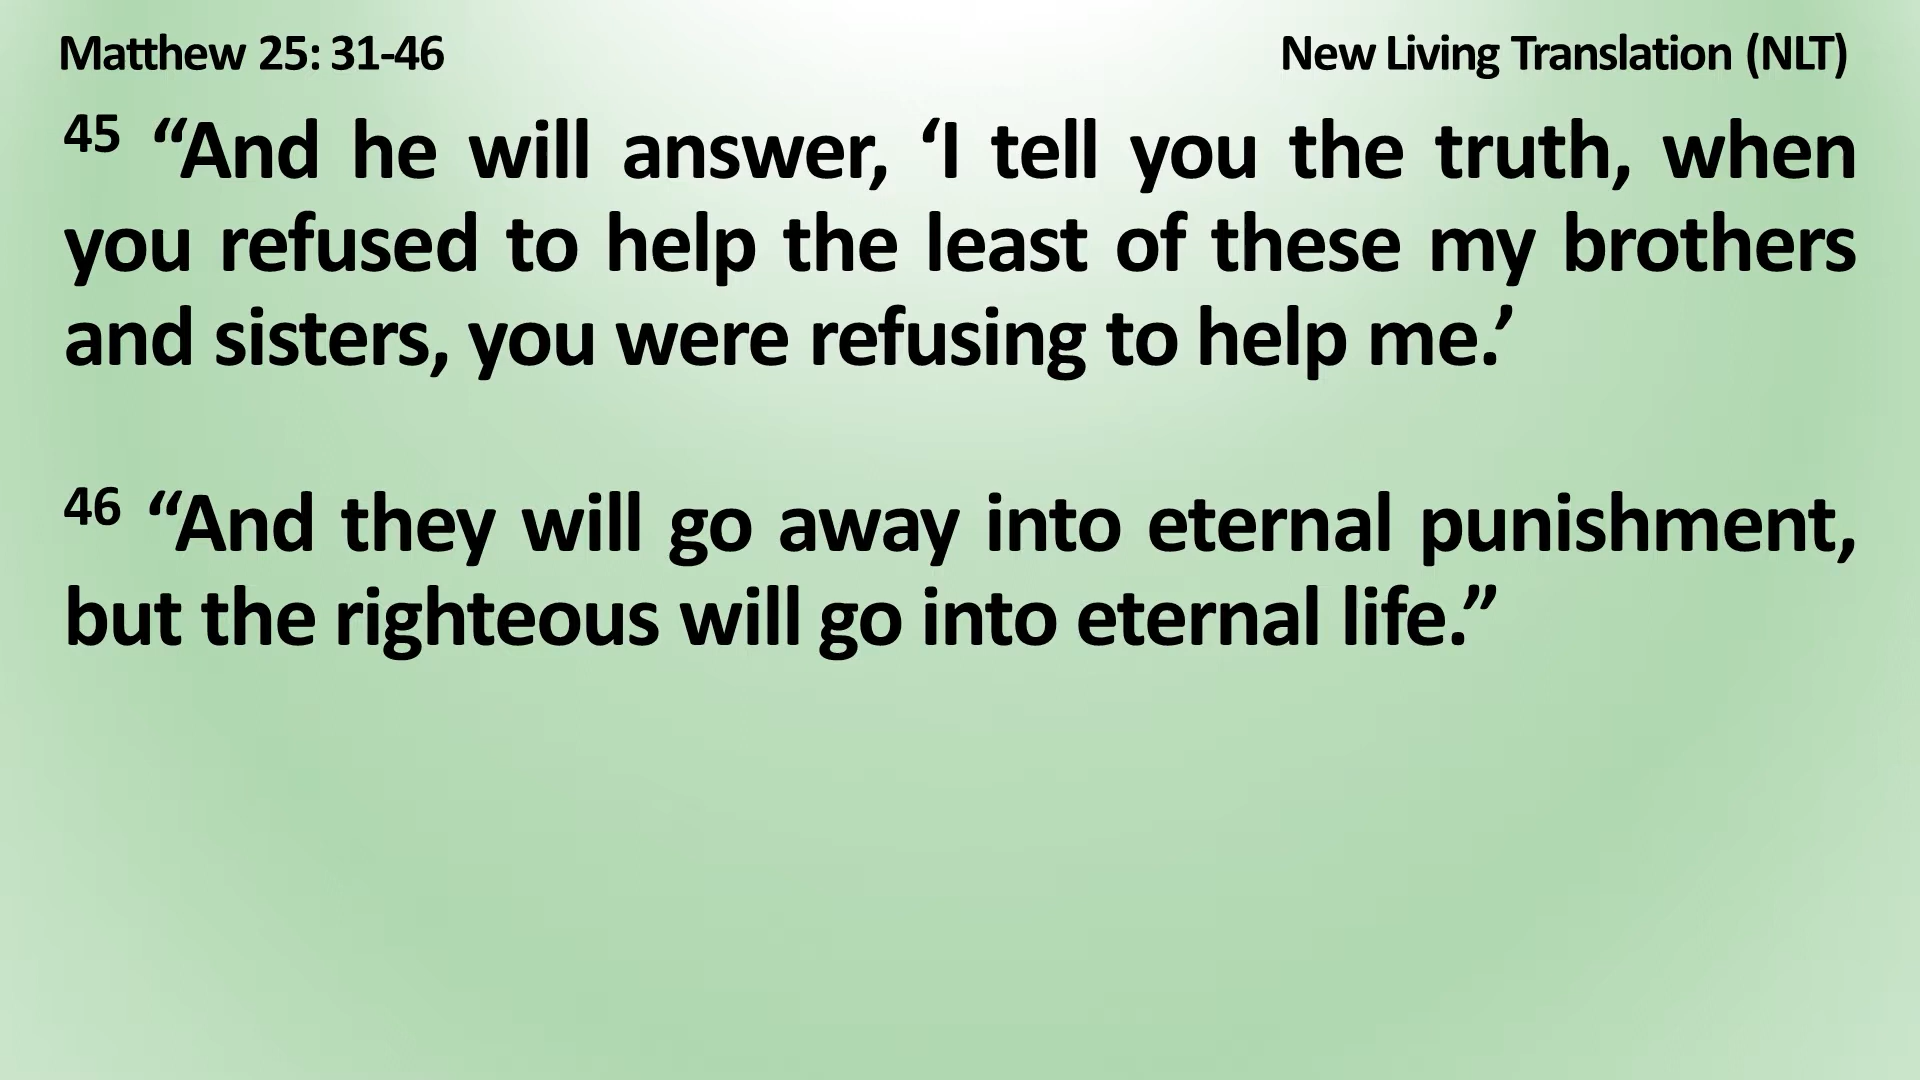 Matthew 25: 31-46
New Living Translation (NLT)
45 “And he will answer, ‘I tell you the truth, when
you refused to help the least of these my brothers
and sisters, you were refusing to help me.’
46 “And they will go away into eternal punishment,
but the righteous will go into eternal life.”